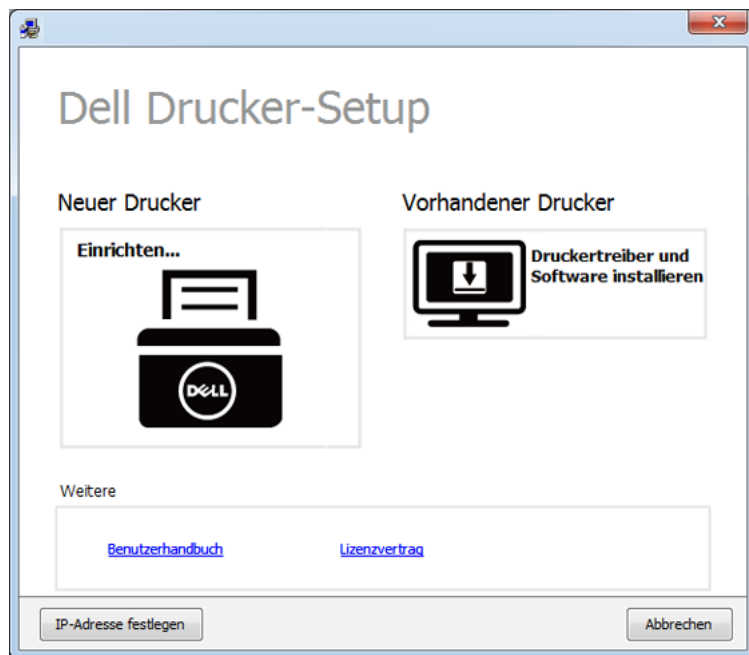 Dell Drucker-Setup
Neuer Drucker
Einrichten...
DELL
Vorhandener Drucker
Druckertreiber und
Software installieren
Weitere
Benutzerhandbuch
Lizenzvertrag
IP-Adresse festlegen
Abbrechen